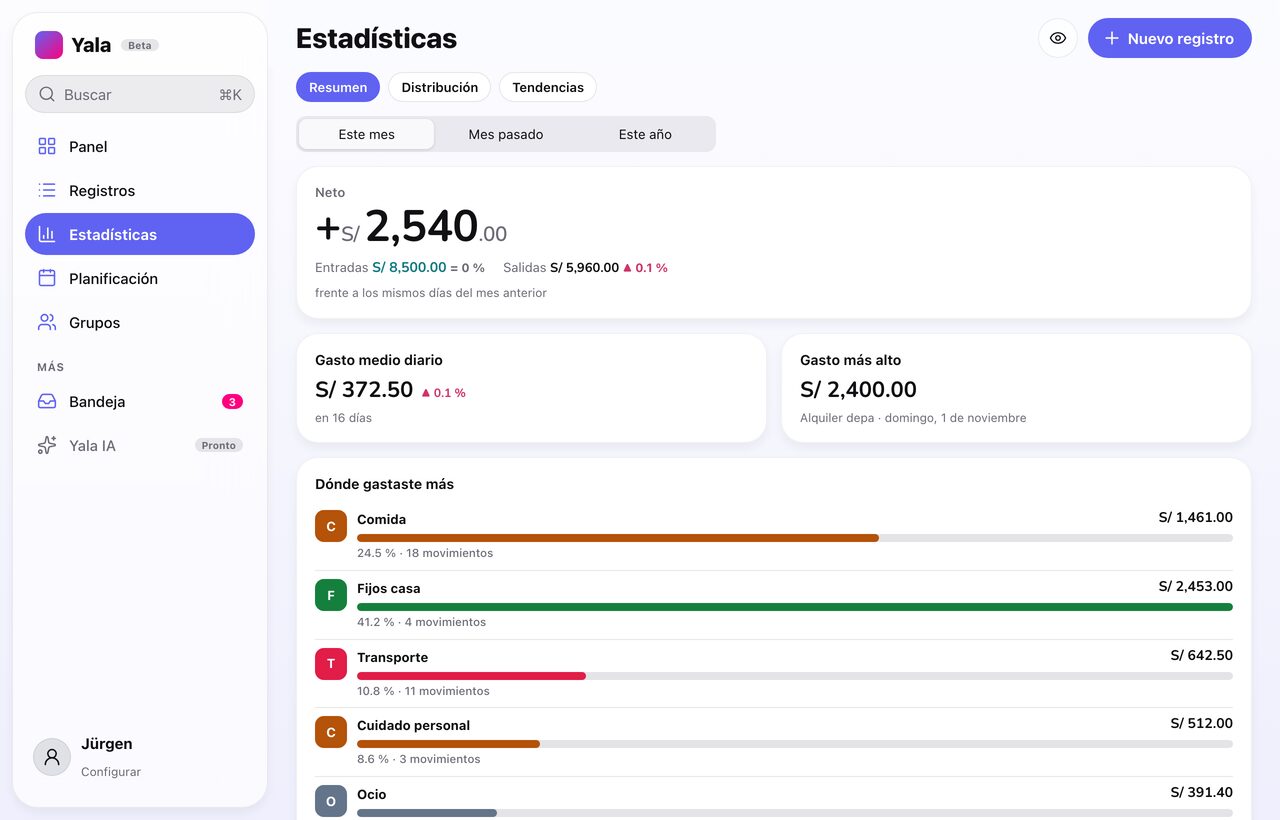 Yala Beta
Buscar ⌘K
Panel
Registros
Estadísticas
Planificación
Grupos
MÁS
Bandeja 3
Yala IA Pronto
Jürgen
Configurar
Estadísticas
+ Nuevo registro
Resumen Distribución Tendencias
Este mes Mes pasado Este año
Neto
+S/ 2,540.00
Entradas S/ 8,500.00 = 0 % Salidas S/ 5,960.00 ▲ 0.1 %
frente a los mismos días del mes anterior
Gasto medio diario
S/ 372.50 ▲ 0.1 %
en 16 días
Gasto más alto
S/ 2,400.00
Alquiler depa · domingo, 1 de noviembre
Dónde gastaste más
C Comida S/ 1,461.00
24.5 % · 18 movimientos
F Fijos casa S/ 2,453.00
41.2 % · 4 movimientos
T Transporte S/ 642.50
10.8 % · 11 movimientos
C Cuidado personal S/ 512.00
8.6 % · 3 movimientos
O Ocio S/ 391.40